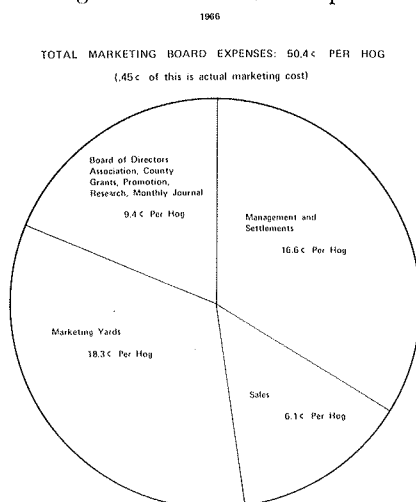 1966
TOTAL MARKETING BOARD EXPENSES: 50.4¢ PER HOG
(.45¢ of this is actual marketing cost)
Board of Directors
Association, County
Grants, Promotion,
Research, Monthly Journal
9.4¢ Per Hog
Management and
Settlements
16.6¢ Per Hog
Marketing Yards
18.3¢ Per Hog
Sales
6.1¢ Per Hog